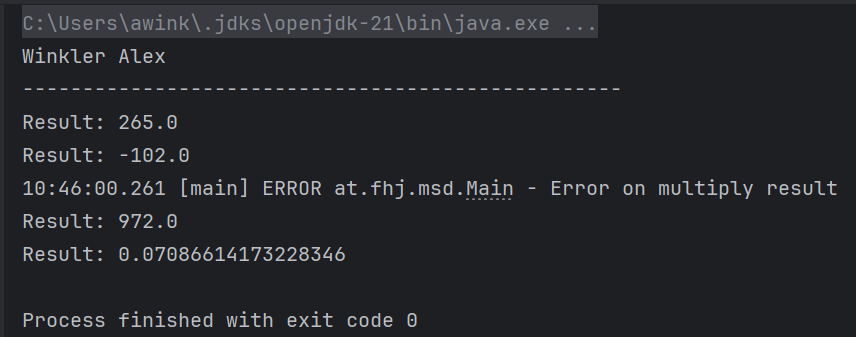 C:\Users\awink\.jdks\openjdk-21\bin\java.exe ...
Winkler Alex
--------------------------------------------------
Result: 265.0
Result: -102.0
10:46:00.261 [main] ERROR at.fhj.msd.Main - Error on multiply result
Result: 972.0
Result: 0.07086614173228346
Process finished with exit code 0